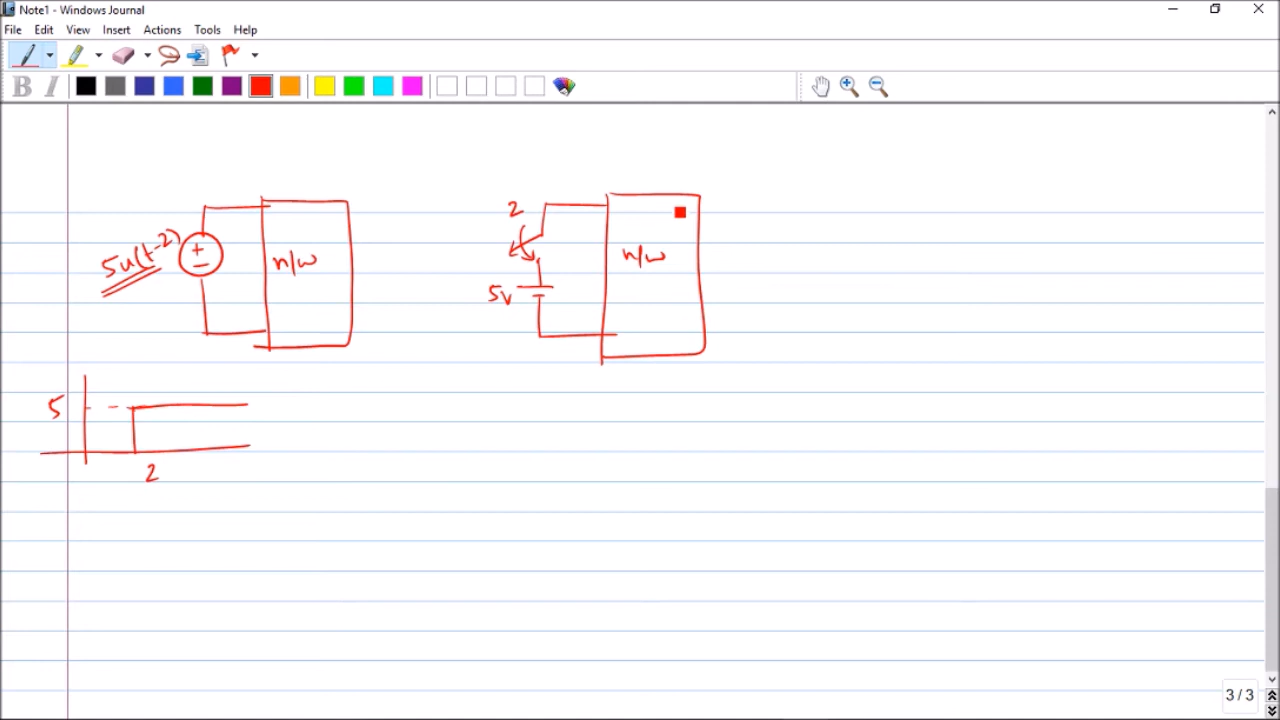 Note1 - Windows Journal
File Edit View Insert Actions Tools Help
B I
5u(t-2)
+
-
n/w
2
5v
n/w
5
2
3 / 3